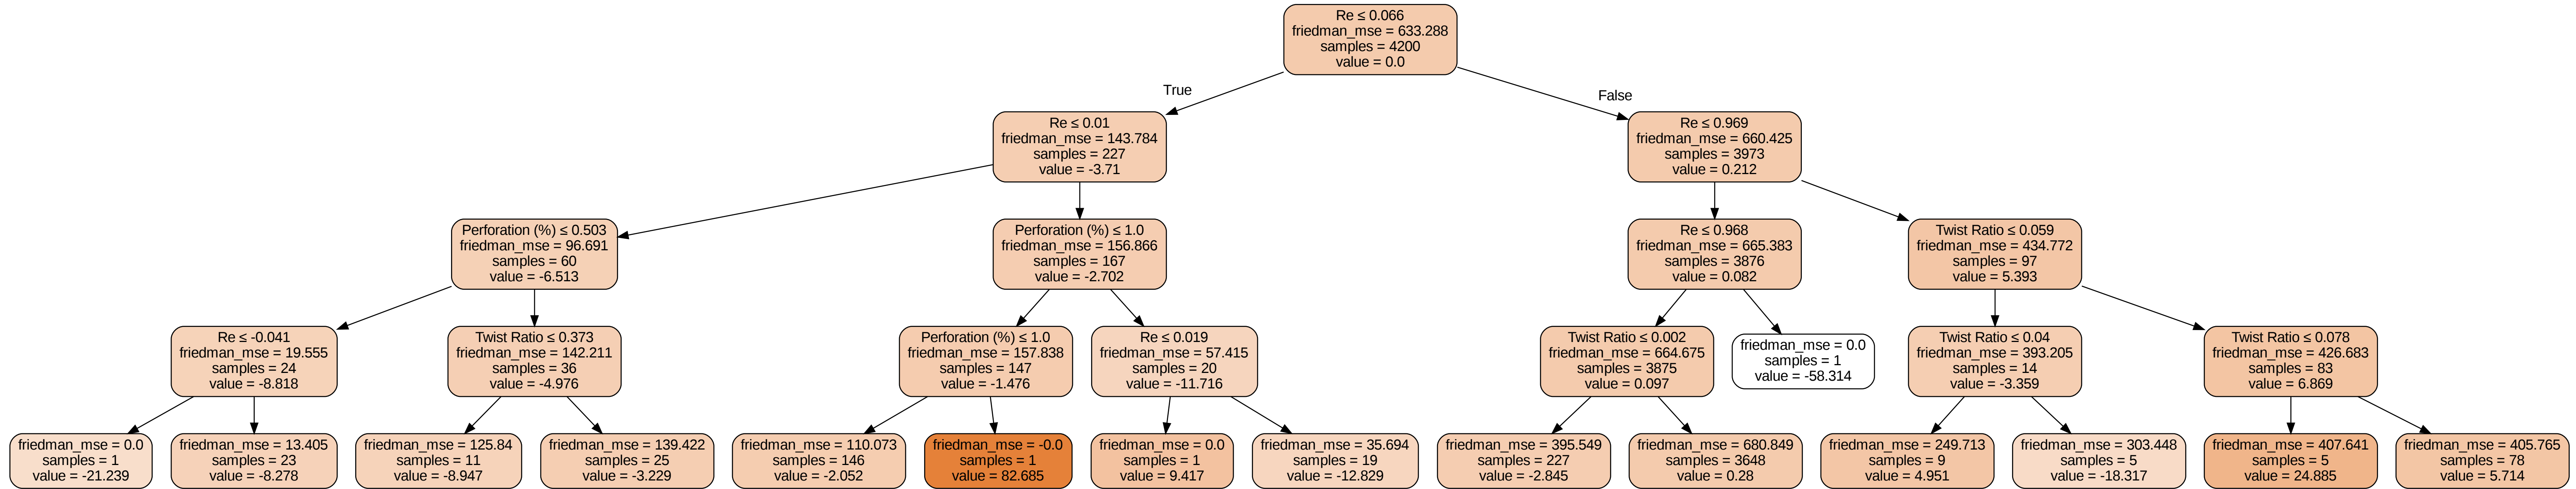 Re ≤ 0.066
friedman_mse = 633.288
samples = 4200
value = 0.0
True
False
Re ≤ 0.01
friedman_mse = 143.784
samples = 227
value = -3.71
Re ≤ 0.969
friedman_mse = 660.425
samples = 3973
value = 0.212
Perforation (%) ≤ 0.503
friedman_mse = 96.691
samples = 60
value = -6.513
Perforation (%) ≤ 1.0
friedman_mse = 156.866
samples = 167
value = -2.702
Re ≤ 0.968
friedman_mse = 665.383
samples = 3876
value = 0.082
Twist Ratio ≤ 0.059
friedman_mse = 434.772
samples = 97
value = 5.393
Re ≤ -0.041
friedman_mse = 19.555
samples = 24
value = -8.818
Twist Ratio ≤ 0.373
friedman_mse = 142.211
samples = 36
value = -4.976
Perforation (%) ≤ 1.0
friedman_mse = 157.838
samples = 147
value = -1.476
Re ≤ 0.019
friedman_mse = 57.415
samples = 20
value = -11.716
Twist Ratio ≤ 0.002
friedman_mse = 664.675
samples = 3875
value = 0.097
friedman_mse = 0.0
samples = 1
value = -58.314
Twist Ratio ≤ 0.04
friedman_mse = 393.205
samples = 14
value = -3.359
Twist Ratio ≤ 0.078
friedman_mse = 426.683
samples = 83
value = 6.869
friedman_mse = 0.0
samples = 1
value = -21.239
friedman_mse = 13.405
samples = 23
value = -8.278
friedman_mse = 125.84
samples = 11
value = -8.947
friedman_mse = 139.422
samples = 25
value = -3.229
friedman_mse = 110.073
samples = 146
value = -2.052
friedman_mse = -0.0
samples = 1
value = 82.685
friedman_mse = 0.0
samples = 1
value = 9.417
friedman_mse = 35.694
samples = 19
value = -12.829
friedman_mse = 395.549
samples = 227
value = -2.845
friedman_mse = 680.849
samples = 3648
value = 0.28
friedman_mse = 249.713
samples = 9
value = 4.951
friedman_mse = 303.448
samples = 5
value = -18.317
friedman_mse = 407.641
samples = 5
value = 24.885
friedman_mse = 405.765
samples = 78
value = 5.714